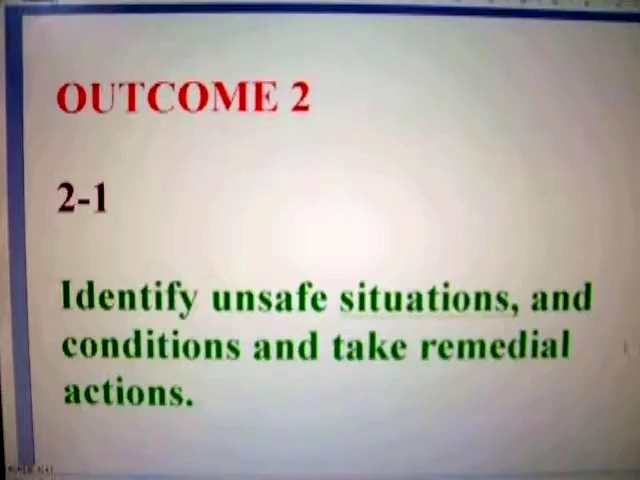 OUTCOME 2
2-1
Identify unsafe situations, and
conditions and take remedial
actions.